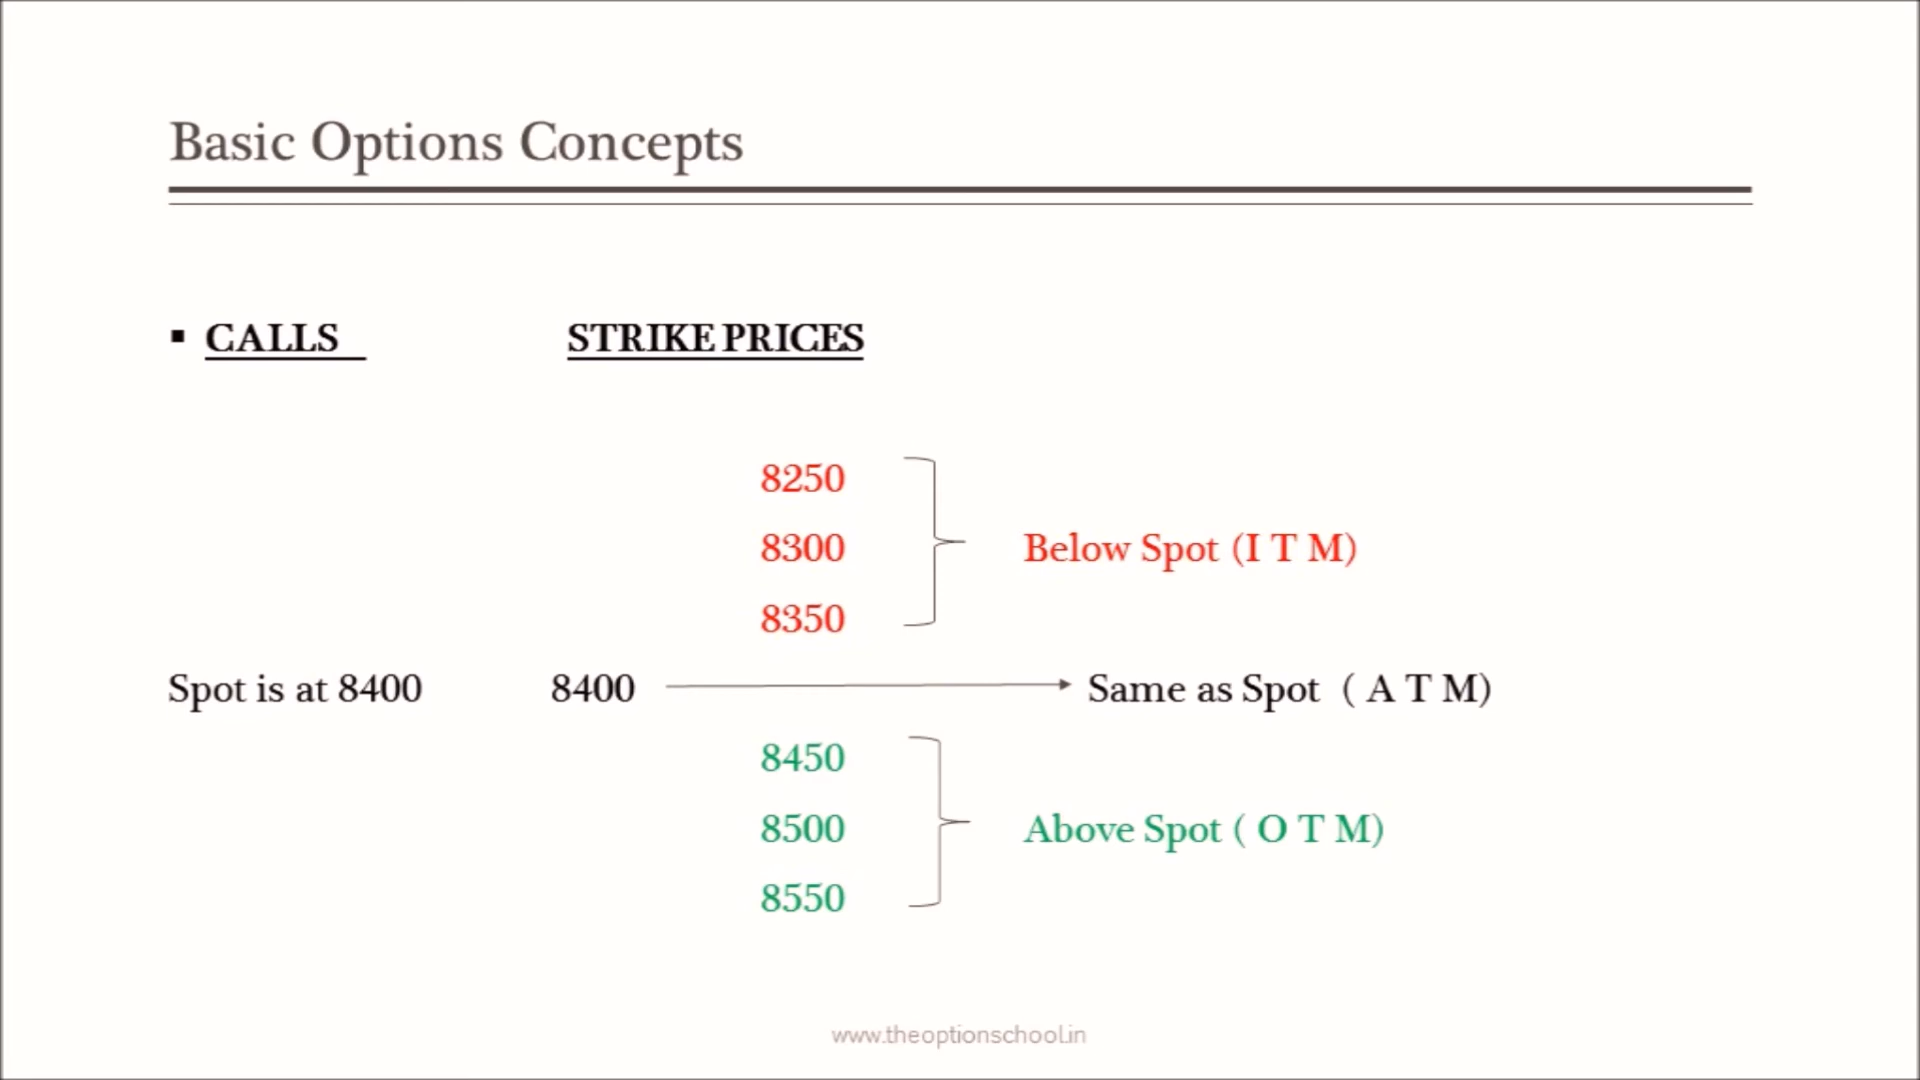 Basic Options Concepts
▪ CALLS STRIKE PRICES
8250
8300 Below Spot (I T M)
8350
Spot is at 8400 8400 Same as Spot ( A T M)
8450
8500 Above Spot ( O T M)
8550
www.theoptionschool.in